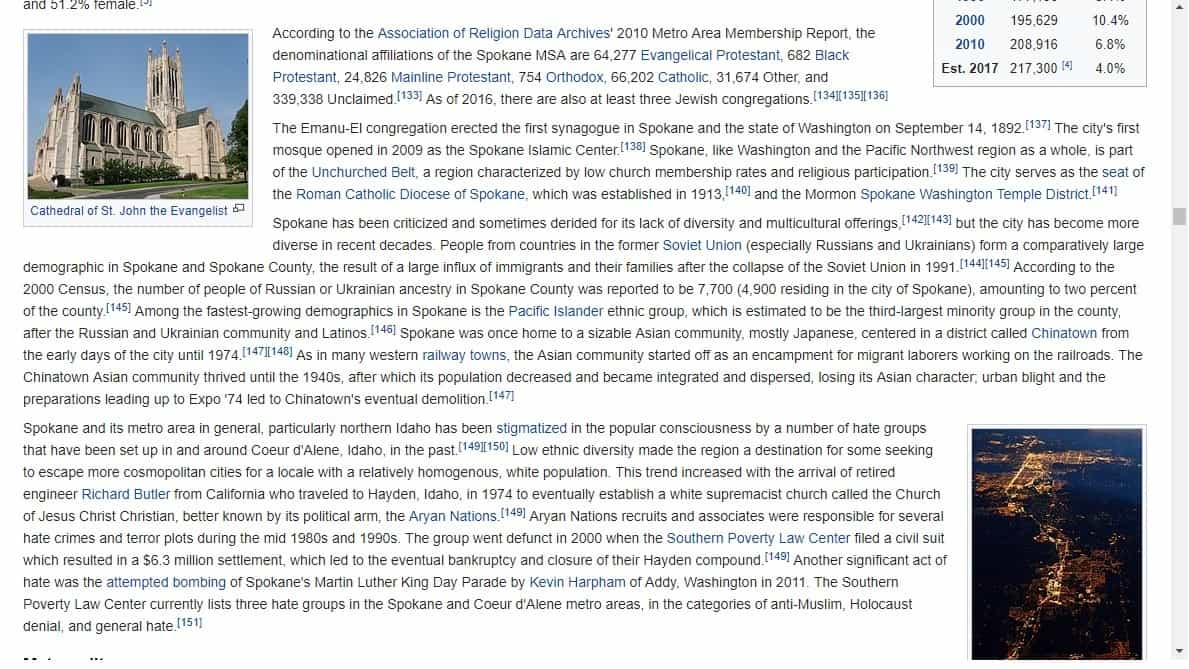 and 51.2% female.[5]
2000 195,629 10.4%
2010 208,916 6.8%
Est. 2017 217,300 [4] 4.0%
Cathedral of St. John the Evangelist
According to the Association of Religion Data Archives' 2010 Metro Area Membership Report, the
denominational affiliations of the Spokane MSA are 64,277 Evangelical Protestant, 682 Black
Protestant, 24,826 Mainline Protestant, 754 Orthodox, 66,202 Catholic, 31,674 Other, and
339,338 Unclaimed.[133] As of 2016, there are also at least three Jewish congregations.[134][135][136]
The Emanu-El congregation erected the first synagogue in Spokane and the state of Washington on September 14, 1892.[137] The city's first
mosque opened in 2009 as the Spokane Islamic Center.[138] Spokane, like Washington and the Pacific Northwest region as a whole, is part
of the Unchurched Belt, a region characterized by low church membership rates and religious participation.[139] The city serves as the seat of
the Roman Catholic Diocese of Spokane, which was established in 1913,[140] and the Mormon Spokane Washington Temple District.[141]
Spokane has been criticized and sometimes derided for its lack of diversity and multicultural offerings,[142][143] but the city has become more
diverse in recent decades. People from countries in the former Soviet Union (especially Russians and Ukrainians) form a comparatively large
demographic in Spokane and Spokane County, the result of a large influx of immigrants and their families after the collapse of the Soviet Union in 1991.[144][145] According to the
2000 Census, the number of people of Russian or Ukrainian ancestry in Spokane County was reported to be 7,700 (4,900 residing in the city of Spokane), amounting to two percent
of the county.[145] Among the fastest-growing demographics in Spokane is the Pacific Islander ethnic group, which is estimated to be the third-largest minority group in the county,
after the Russian and Ukrainian community and Latinos.[146] Spokane was once home to a sizable Asian community, mostly Japanese, centered in a district called Chinatown from
the early days of the city until 1974.[147][148] As in many western railway towns, the Asian community started off as an encampment for migrant laborers working on the railroads. The
Chinatown Asian community thrived until the 1940s, after which its population decreased and became integrated and dispersed, losing its Asian character; urban blight and the
preparations leading up to Expo '74 led to Chinatown's eventual demolition.[147]
Spokane and its metro area in general, particularly northern Idaho has been stigmatized in the popular consciousness by a number of hate groups
that have been set up in and around Coeur d'Alene, Idaho, in the past.[149][150] Low ethnic diversity made the region a destination for some seeking
to escape more cosmopolitan cities for a locale with a relatively homogenous, white population. This trend increased with the arrival of retired
engineer Richard Butler from California who traveled to Hayden, Idaho, in 1974 to eventually establish a white supremacist church called the Church
of Jesus Christ Christian, better known by its political arm, the Aryan Nations.[149] Aryan Nations recruits and associates were responsible for several
hate crimes and terror plots during the mid 1980s and 1990s. The group went defunct in 2000 when the Southern Poverty Law Center filed a civil suit
which resulted in a $6.3 million settlement, which led to the eventual bankruptcy and closure of their Hayden compound.[149] Another significant act of
hate was the attempted bombing of Spokane's Martin Luther King Day Parade by Kevin Harpham of Addy, Washington in 2011. The Southern
Poverty Law Center currently lists three hate groups in the Spokane and Coeur d'Alene metro areas, in the categories of anti-Muslim, Holocaust
denial, and general hate.[151]